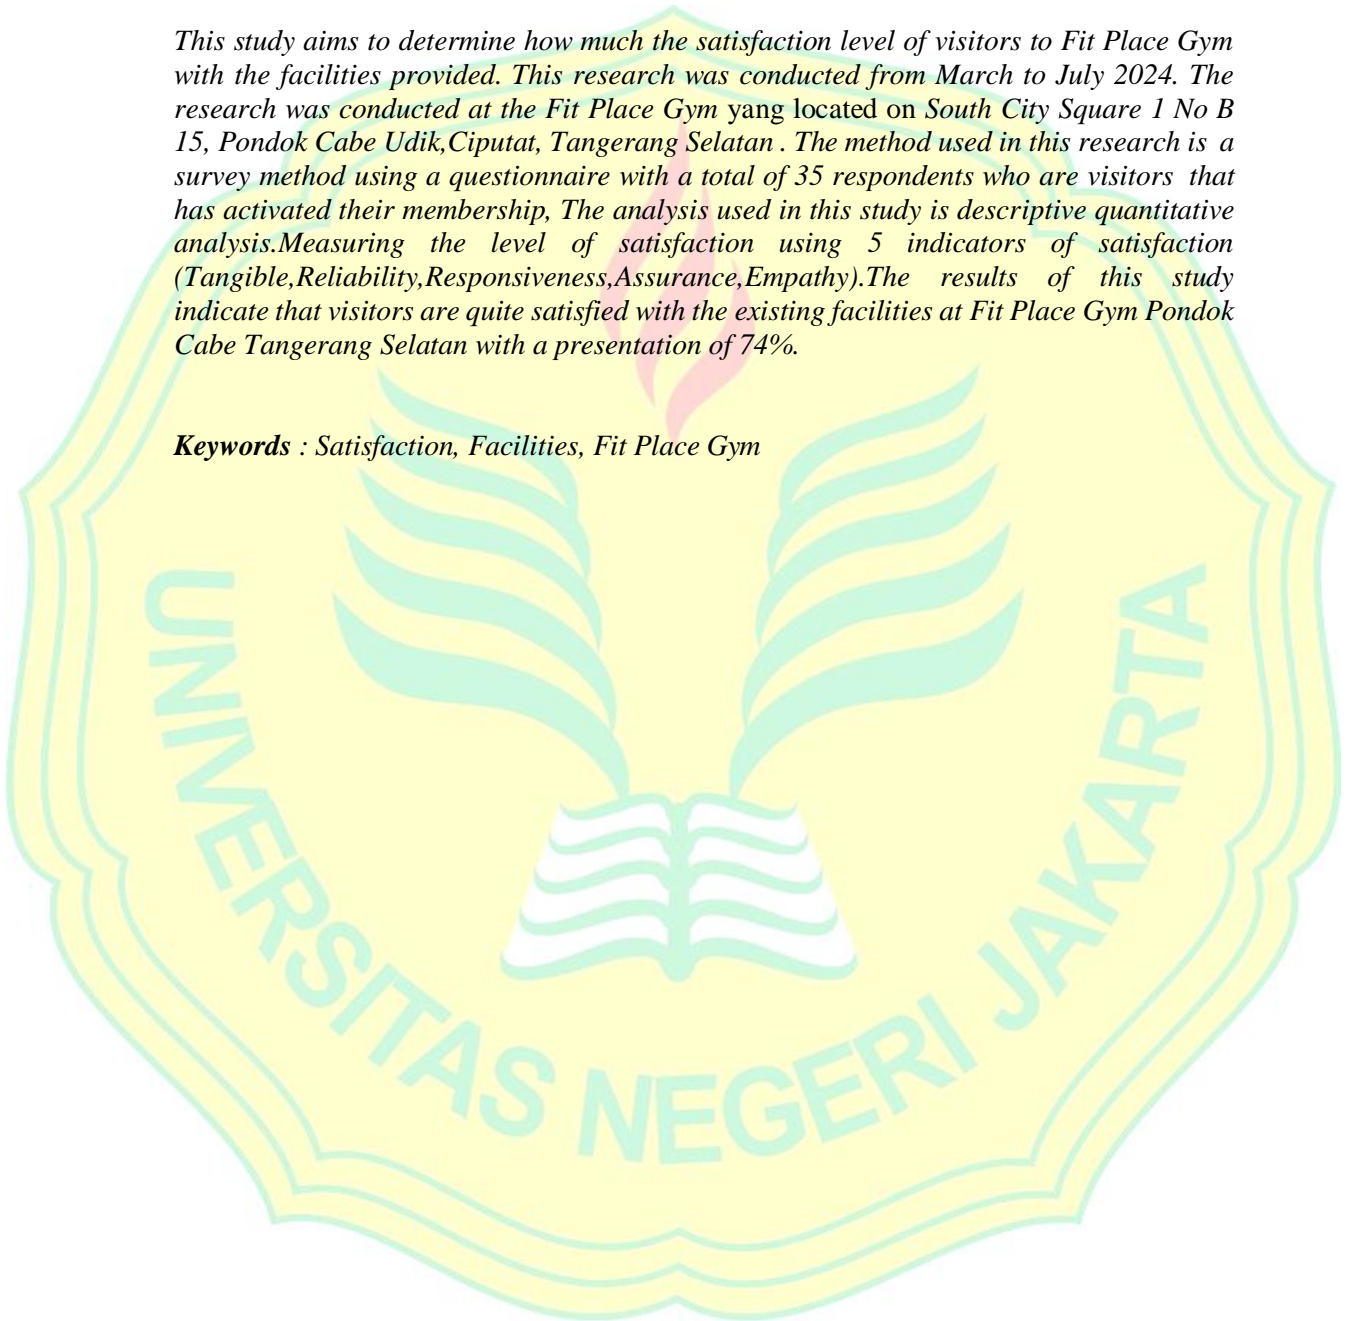 This study aims to determine how much the satisfaction level of visitors to Fit Place Gym
with the facilities provided. This research was conducted from March to July 2024. The
research was conducted at the Fit Place Gym yang located on South City Square 1 No B
15, Pondok Cabe Udik,Ciputat, Tangerang Selatan . The method used in this research is a
survey method using a questionnaire with a total of 35 respondents who are visitors that
has activated their membership, The analysis used in this study is descriptive quantitative
analysis.Measuring the level of satisfaction using 5 indicators of satisfaction
(Tangible,Reliability,Responsiveness,Assurance,Empathy).The results of this study
indicate that visitors are quite satisfied with the existing facilities at Fit Place Gym Pondok
Cabe Tangerang Selatan with a presentation of 74%.
Keywords : Satisfaction, Facilities, Fit Place Gym
UNIVERSITAS NEGERI JAKARTA